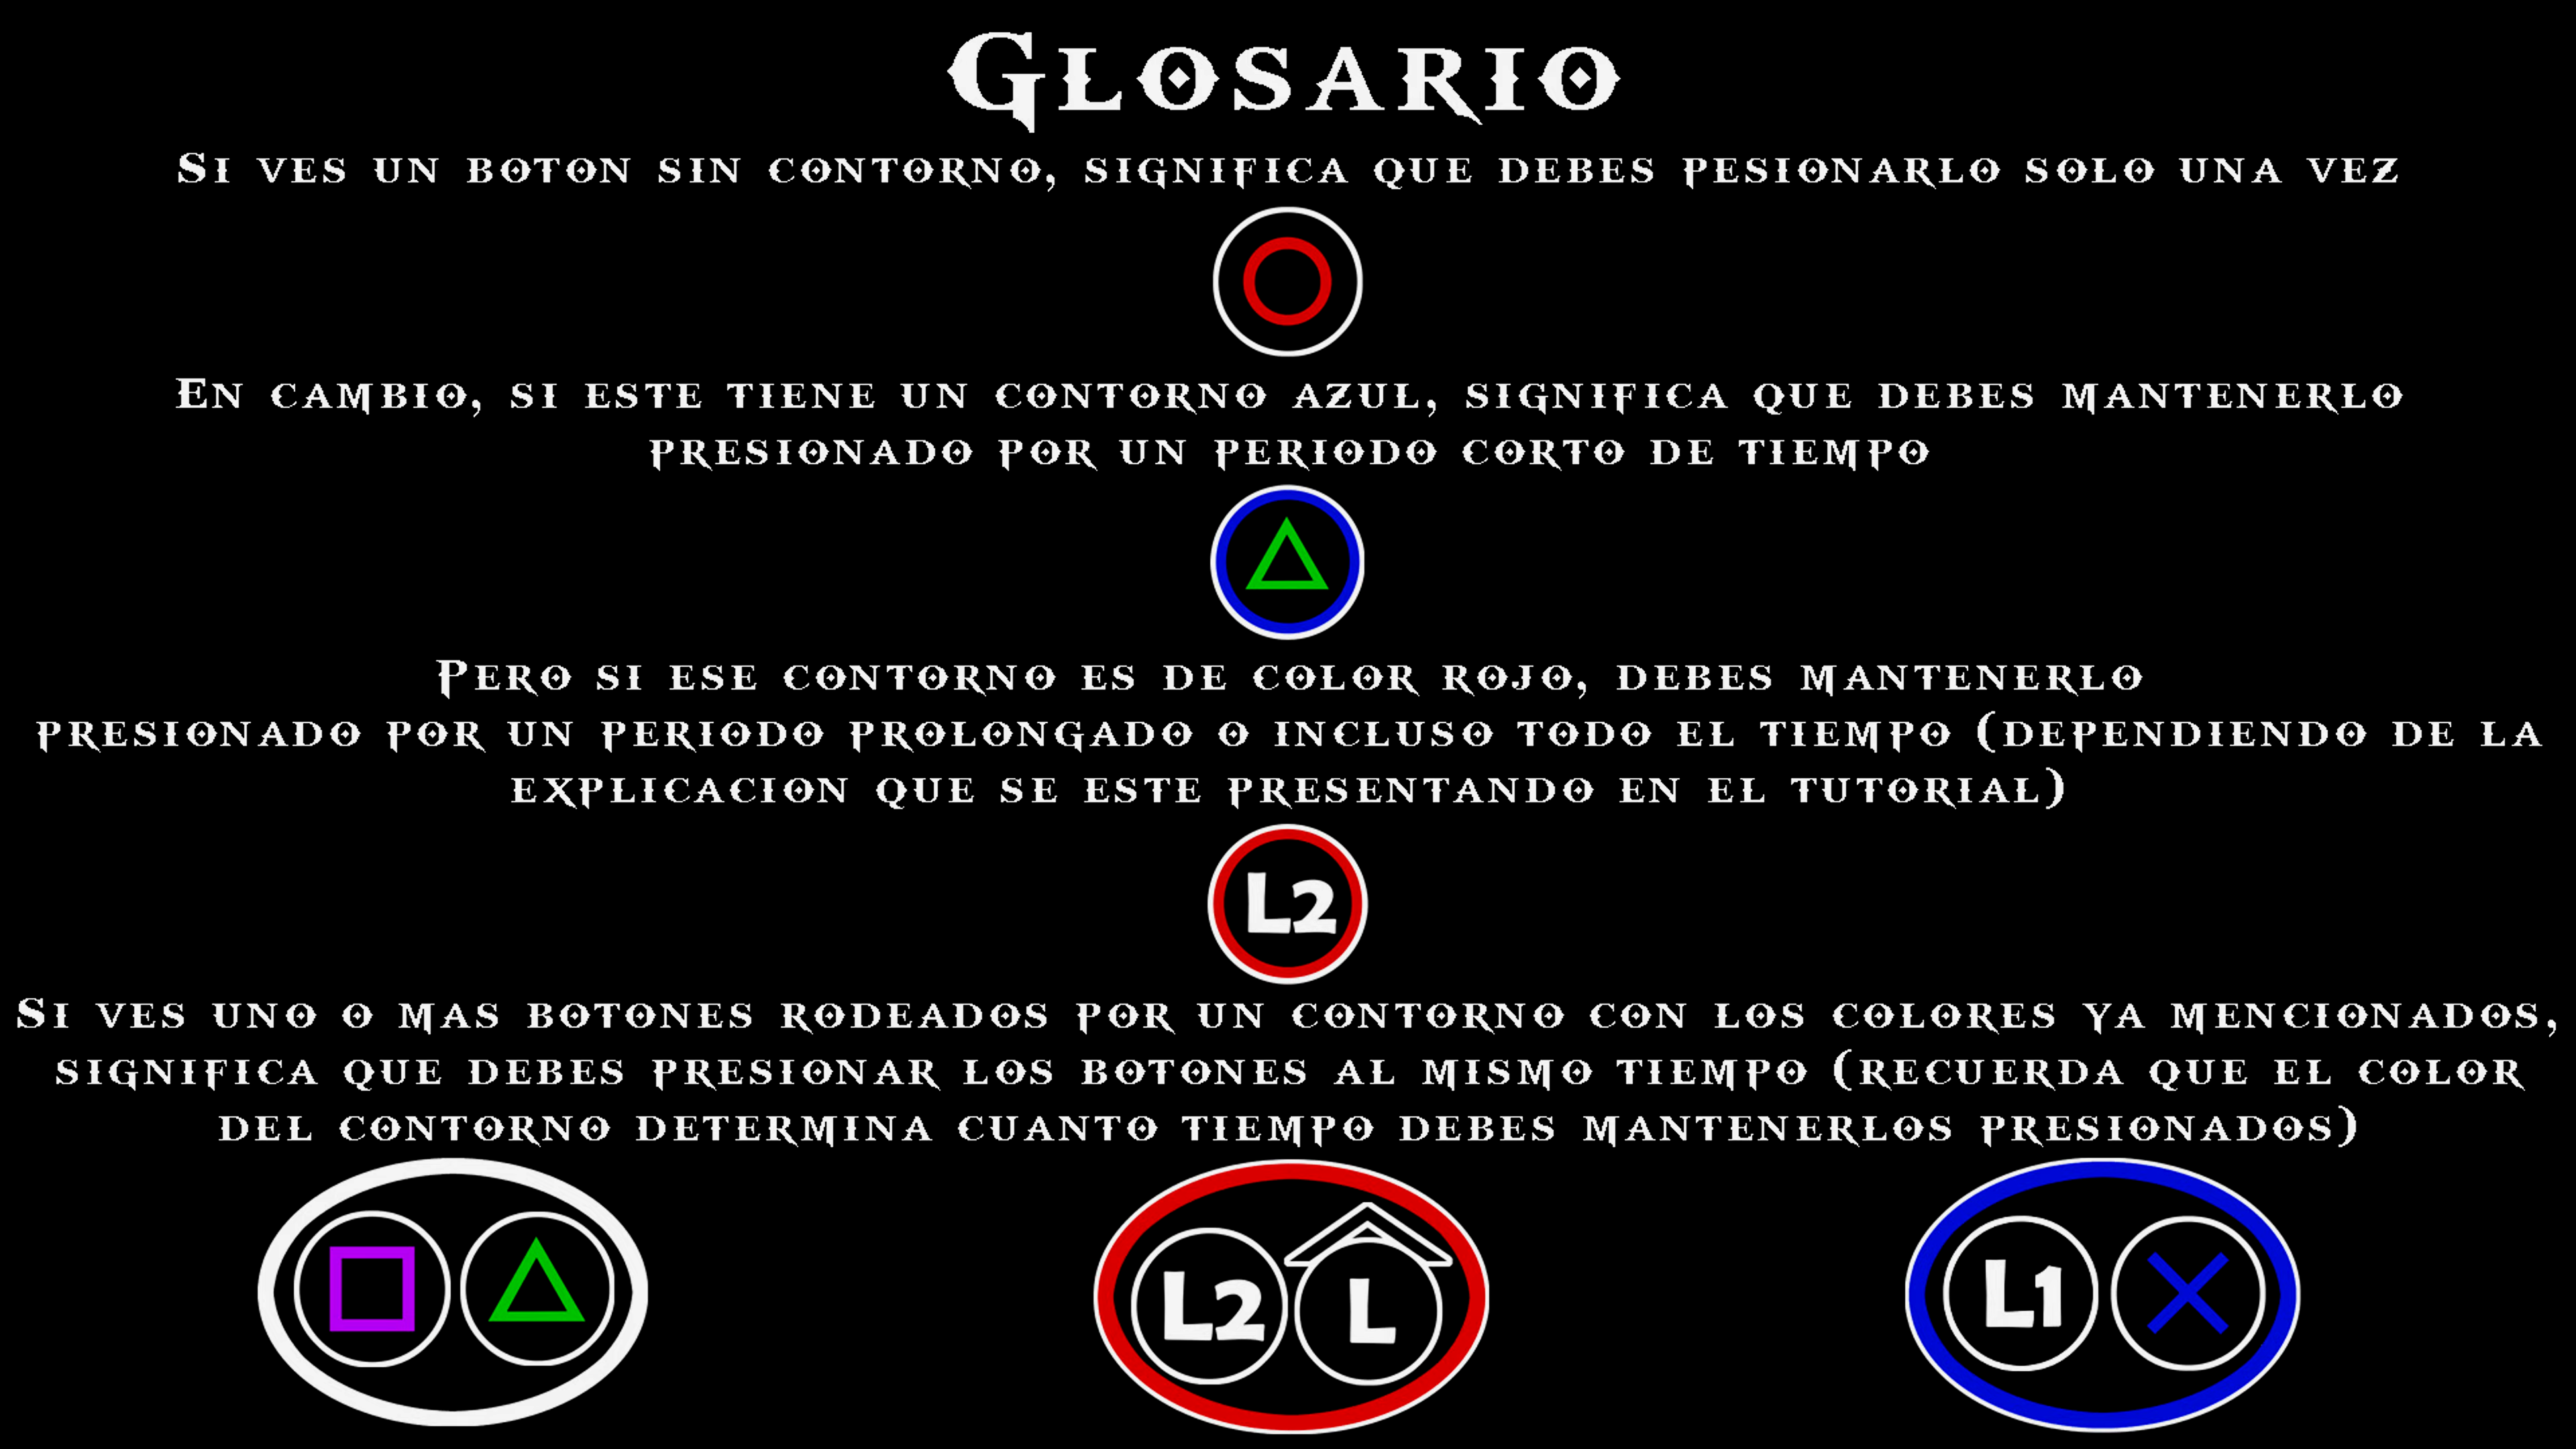 Glosario
Si ves un boton sin contorno, significa que debes pesionarlo solo una vez
En cambio, si este tiene un contorno azul, significa que debes mantenerlo
presionado por un periodo corto de tiempo
Pero si ese contorno es de color rojo, debes mantenerlo
presionado por un periodo prolongado o incluso todo el tiempo (dependiendo de la
explicacion que se este presentando en el tutorial)
L2
Si ves uno o mas botones rodeados por un contorno con los colores ya mencionados,
significa que debes presionar los botones al mismo tiempo (recuerda que el color
del contorno determina cuanto tiempo debes mantenerlos presionados)
L2 L L1